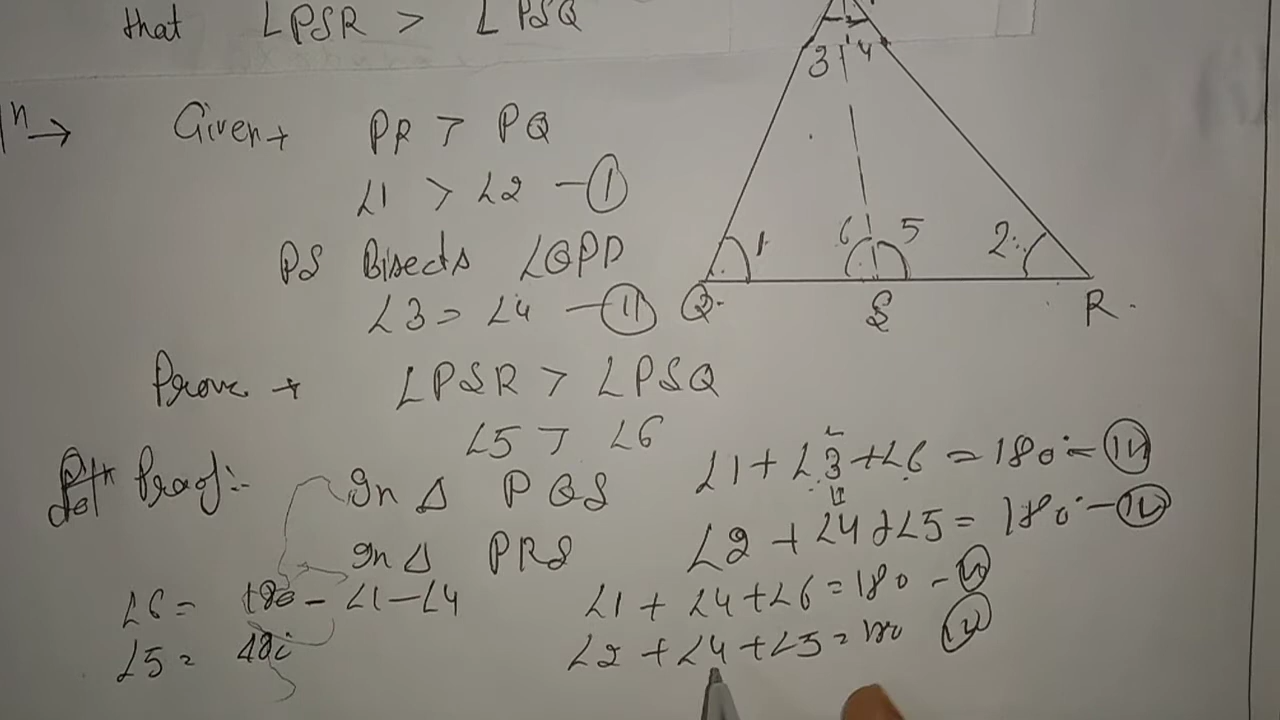 that ∠PSR > ∠PSQ
Given → PR > PQ
∠1 > ∠2 — I
PS Bisects ∠QPR
∠3 = ∠4 — II
Prove → ∠PSR > ∠PSQ
∠5 > ∠6
Proof:-
In Δ PQS
∠1 + ∠3 + ∠6 = 180°
In Δ PRS
∠2 + ∠4 + ∠5 = 180° — IV
∠6 = 180 - ∠1 - ∠4
∠1 + ∠4 + ∠6 = 180
∠5 = 180
∠2 + ∠4 + ∠5 = 180
3 4
1 6 5 2
Q S R